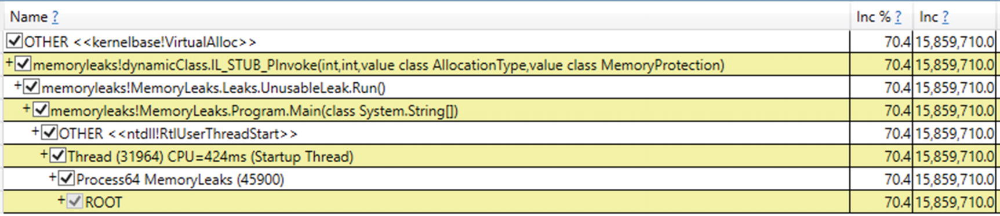 Name ? Inc % ? Inc ?
OTHER <<kernelbase!VirtualAlloc>> 70.4 15,859,710.0
+ memoryleaks!dynamicClass.IL_STUB_PInvoke(int,int,value class AllocationType,value class MemoryProtection) 70.4 15,859,710.0
+ memoryleaks!MemoryLeaks.Leaks.UnusableLeak.Run() 70.4 15,859,710.0
+ memoryleaks!MemoryLeaks.Program.Main(class System.String[]) 70.4 15,859,710.0
+ OTHER <<ntdll!RtlUserThreadStart>> 70.4 15,859,710.0
+ Thread (31964) CPU=424ms (Startup Thread) 70.4 15,859,710.0
+ Process64 MemoryLeaks (45900) 70.4 15,859,710.0
+ ROOT 70.4 15,859,710.0